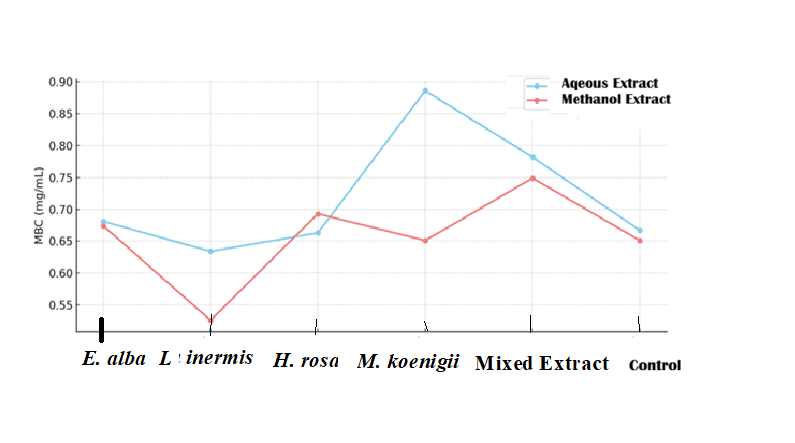 Aqeous Extract
Methanol Extract
0.90
0.85
0.80
0.75
0.70
0.65
0.60
0.55
MBC (mg/mL)
E. alba L. inermis H. rosa M. koenigii Mixed Extract Control